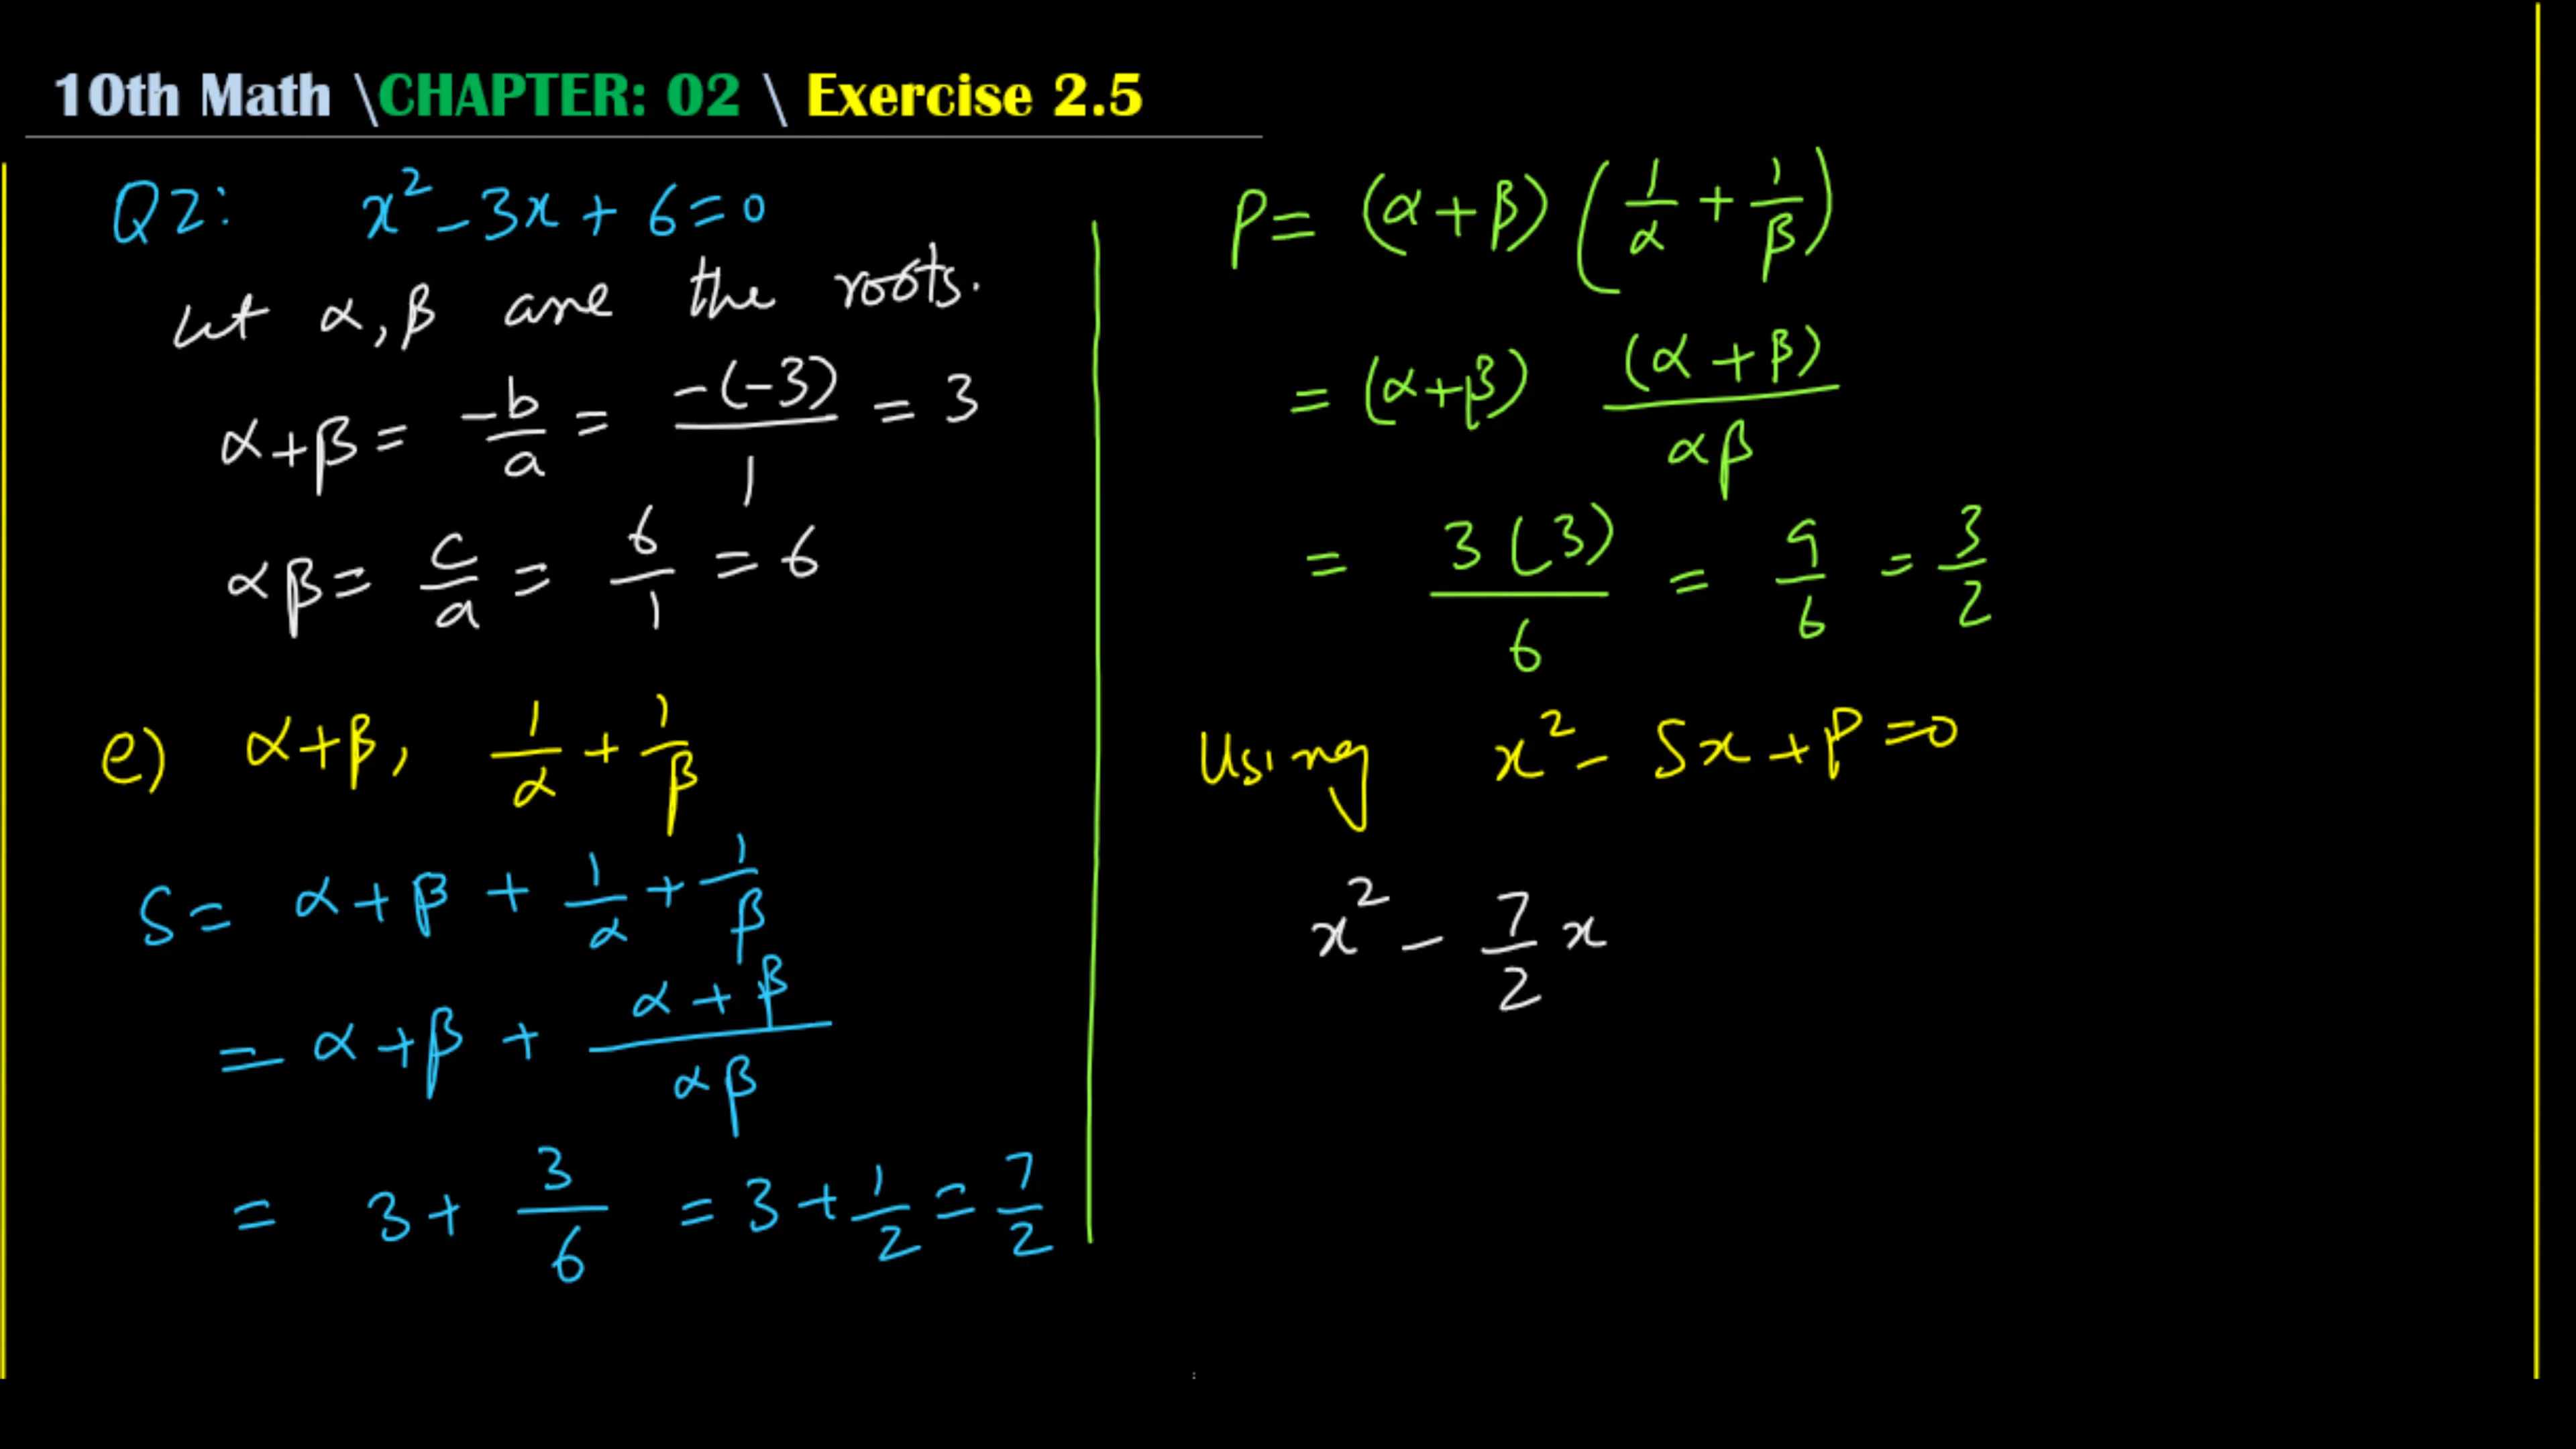 10th Math \CHAPTER: 02 \ Exercise 2.5
Q2: x² - 3x + 6 = 0
Let α, β are the roots.
α+β = -b/a = -(-3)/1 = 3
αβ = c/a = 6/1 = 6
e) α+β, 1/α + 1/β
S = α+β + 1/α + 1/β
= α+β + α+β/αβ
= 3 + 3/6 = 3 + 1/2 = 7/2
P = (α+β)(1/α + 1/β)
= (α+β) (α+β)/αβ
= 3(3)/6 = 9/6 = 3/2
Using x² - Sx + P = 0
x² - 7/2 x